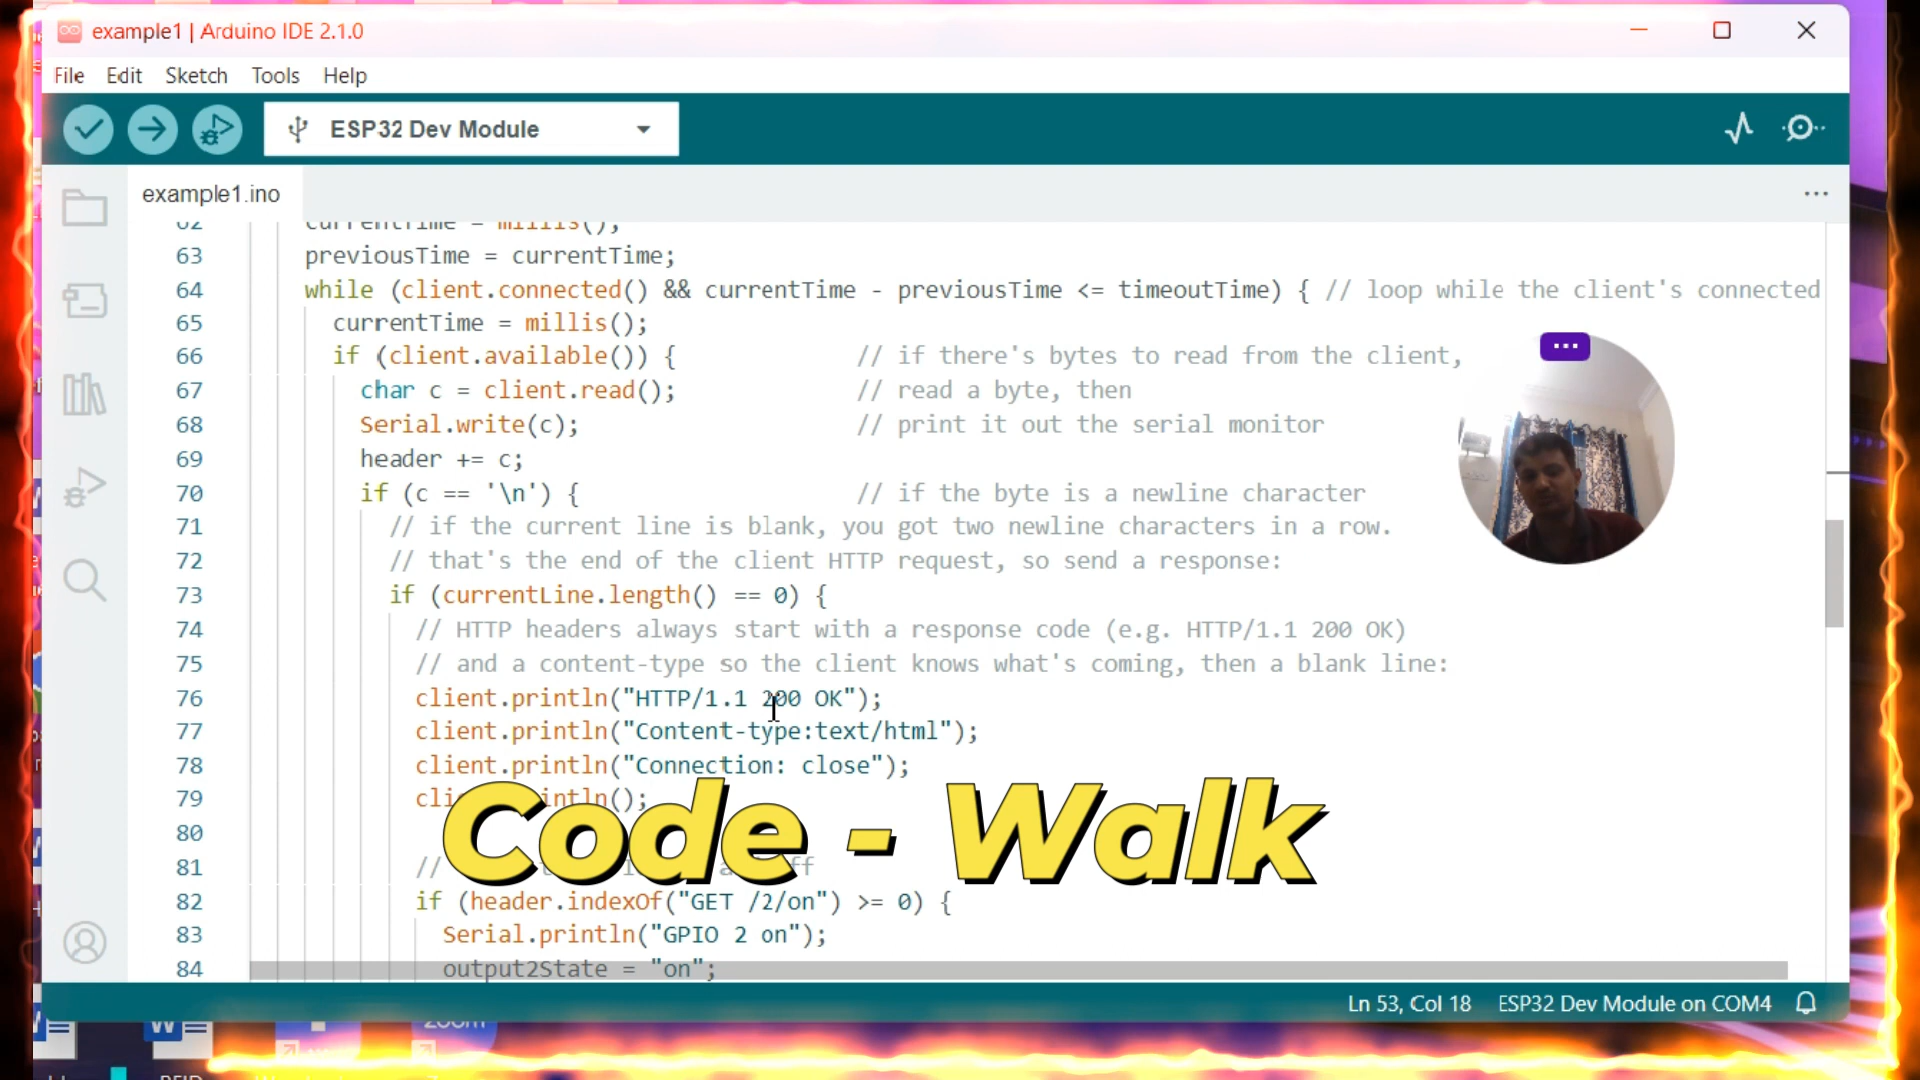 example1 | Arduino IDE 2.1.0
File Edit Sketch Tools Help
ESP32 Dev Module
example1.ino
62 currentTime = millis();
63 previousTime = currentTime;
64 while (client.connected() && currentTime - previousTime <= timeoutTime) { // loop while the client's connected
65 currentTime = millis();
66 if (client.available()) { // if there's bytes to read from the client,
67 char c = client.read(); // read a byte, then
68 Serial.write(c); // print it out the serial monitor
69 header += c;
70 if (c == '\n') { // if the byte is a newline character
71 // if the current line is blank, you got two newline characters in a row.
72 // that's the end of the client HTTP request, so send a response:
73 if (currentLine.length() == 0) {
74 // HTTP headers always start with a response code (e.g. HTTP/1.1 200 OK)
75 // and a content-type so the client knows what's coming, then a blank line:
76 client.println("HTTP/1.1 200 OK");
77 client.println("Content-type:text/html");
78 client.println("Connection: close");
79 client.println();
Code - Walk
80
81 //
82 if (header.indexOf("GET /2/on") >= 0) {
83 Serial.println("GPIO 2 on");
84 output2State = "on";
Ln 53, Col 18 ESP32 Dev Module on COM4
zoom